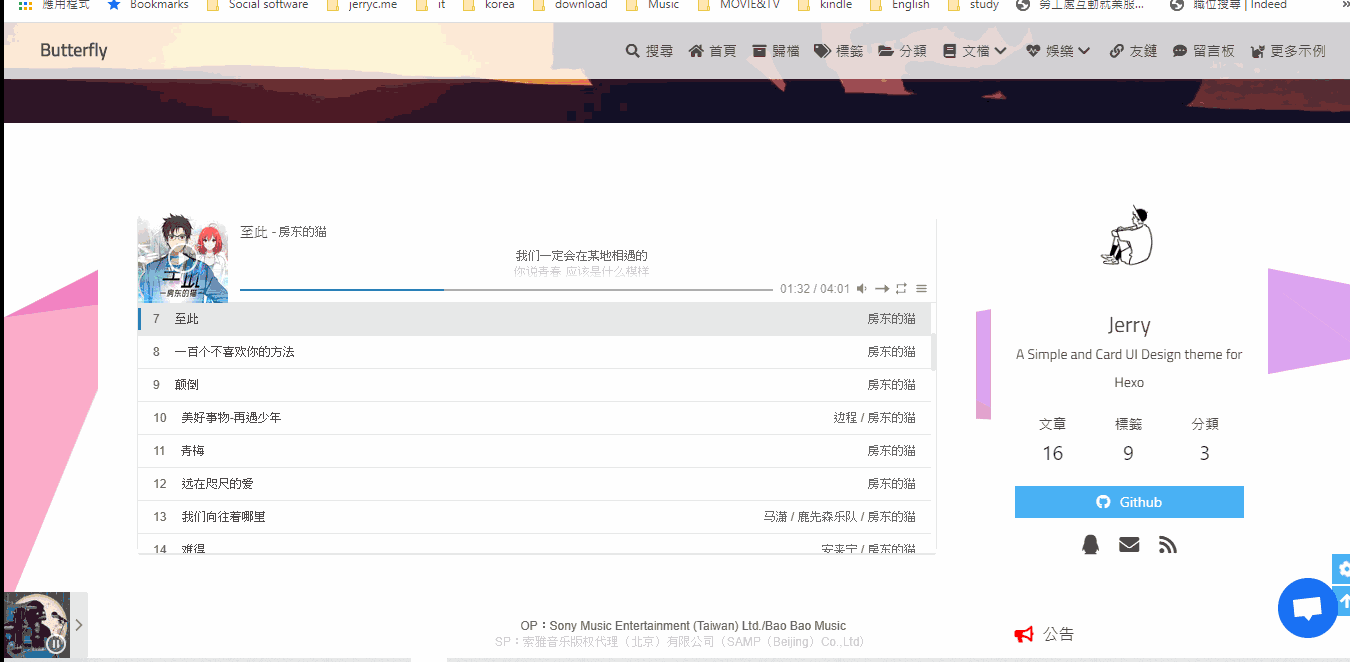 應用程式 Bookmarks Social software jerryc.me it korea download Music MOVIE&TV kindle English study 勞工處互動就業服... 職位搜尋 | Indeed »
Butterfly 搜尋 首頁 歸檔 標籤 分類 文檔 娛樂 友鏈 留言板 更多示例
至此 - 房东的猫
我们一定会在某地相遇的
你说青春 应该是什么模样
01:32 / 04:01
7 至此 房东的猫
8 一百个不喜欢你的方法 房东的猫
9 颠倒 房东的猫
10 美好事物-再遇少年 边程 / 房东的猫
11 青梅 房东的猫
12 远在咫尺的爱 房东的猫
13 我们向往着哪里 马潇 / 鹿先森乐队 / 房东的猫
14 难得 安来宁 / 房东的猫
Jerry
A Simple and Card UI Design theme for
Hexo
文章 標籤 分類
16 9 3
Github
公告
OP：Sony Music Entertainment (Taiwan) Ltd./Bao Bao Music
SP：索雅音乐版权代理（北京）有限公司（SAMP（Beijing）Co.,Ltd）